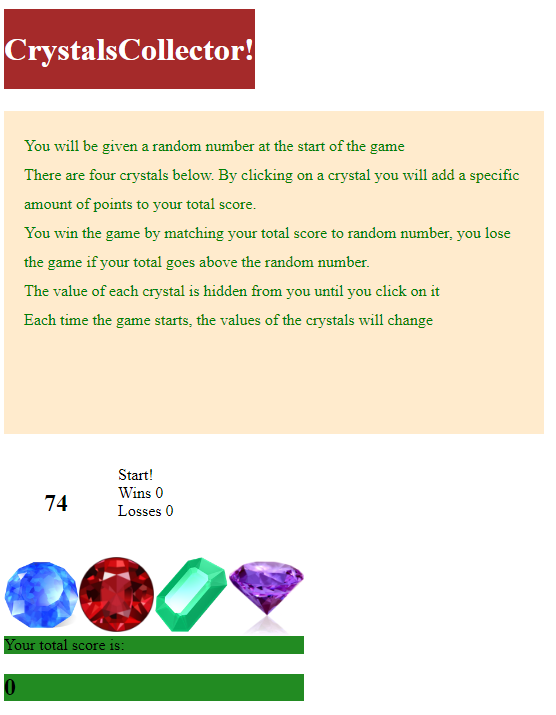 CrystalsCollector!
You will be given a random number at the start of the game
There are four crystals below. By clicking on a crystal you will add a specific
amount of points to your total score.
You win the game by matching your total score to random number, you lose
the game if your total goes above the random number.
The value of each crystal is hidden from you until you click on it
Each time the game starts, the values of the crystals will change
Start!
74
Wins 0
Losses 0
Your total score is:
0